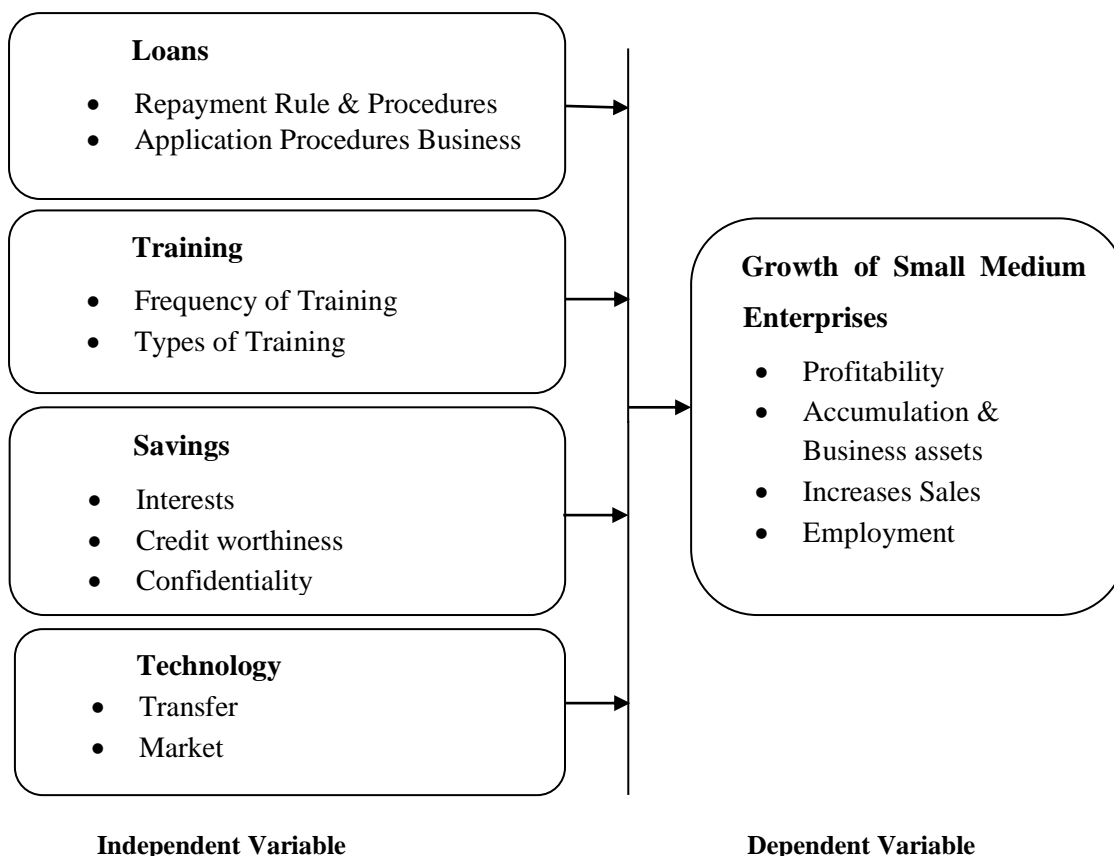 Loans
• Repayment Rule & Procedures
• Application Procedures Business
Training
• Frequency of Training
• Types of Training
Savings
• Interests
• Credit worthiness
• Confidentiality
Technology
• Transfer
• Market
Growth of Small Medium
Enterprises
• Profitability
• Accumulation &
Business assets
• Increases Sales
• Employment
Independent Variable
Dependent Variable